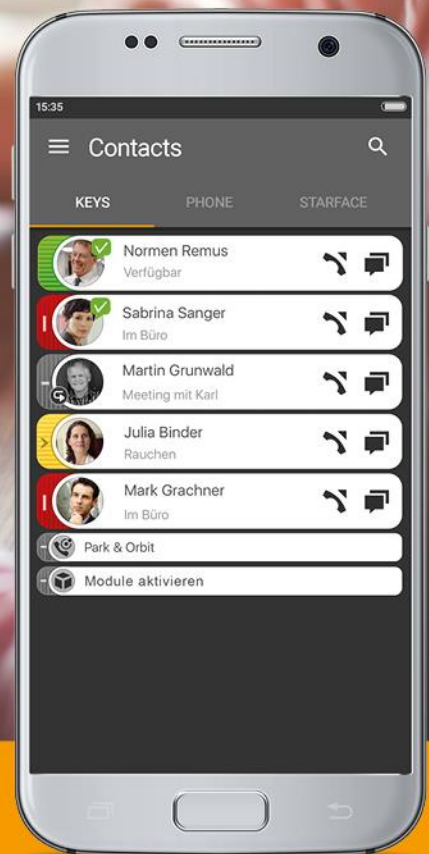 15:35
Contacts
KEYS PHONE STARFACE
Normen Remus
Verfügbar
Sabrina Sanger
Im Büro
Martin Grunwald
Meeting mit Karl
Julia Binder
Rauchen
Mark Grachner
Im Büro
Park & Orbit
Module aktivieren